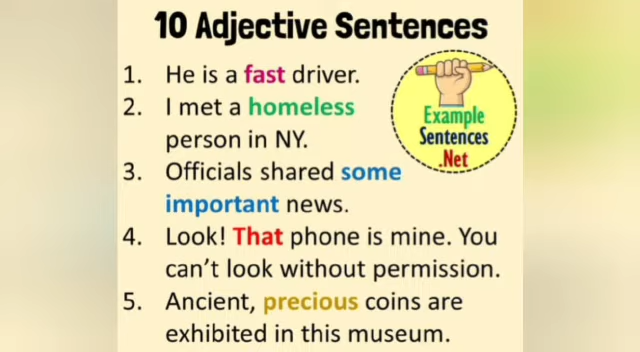 10 Adjective Sentences
1. He is a fast driver.
2. I met a homeless
person in NY.
3. Officials shared some
important news.
4. Look! That phone is mine. You
can't look without permission.
5. Ancient, precious coins are
exhibited in this museum.
Example
Sentences
.Net